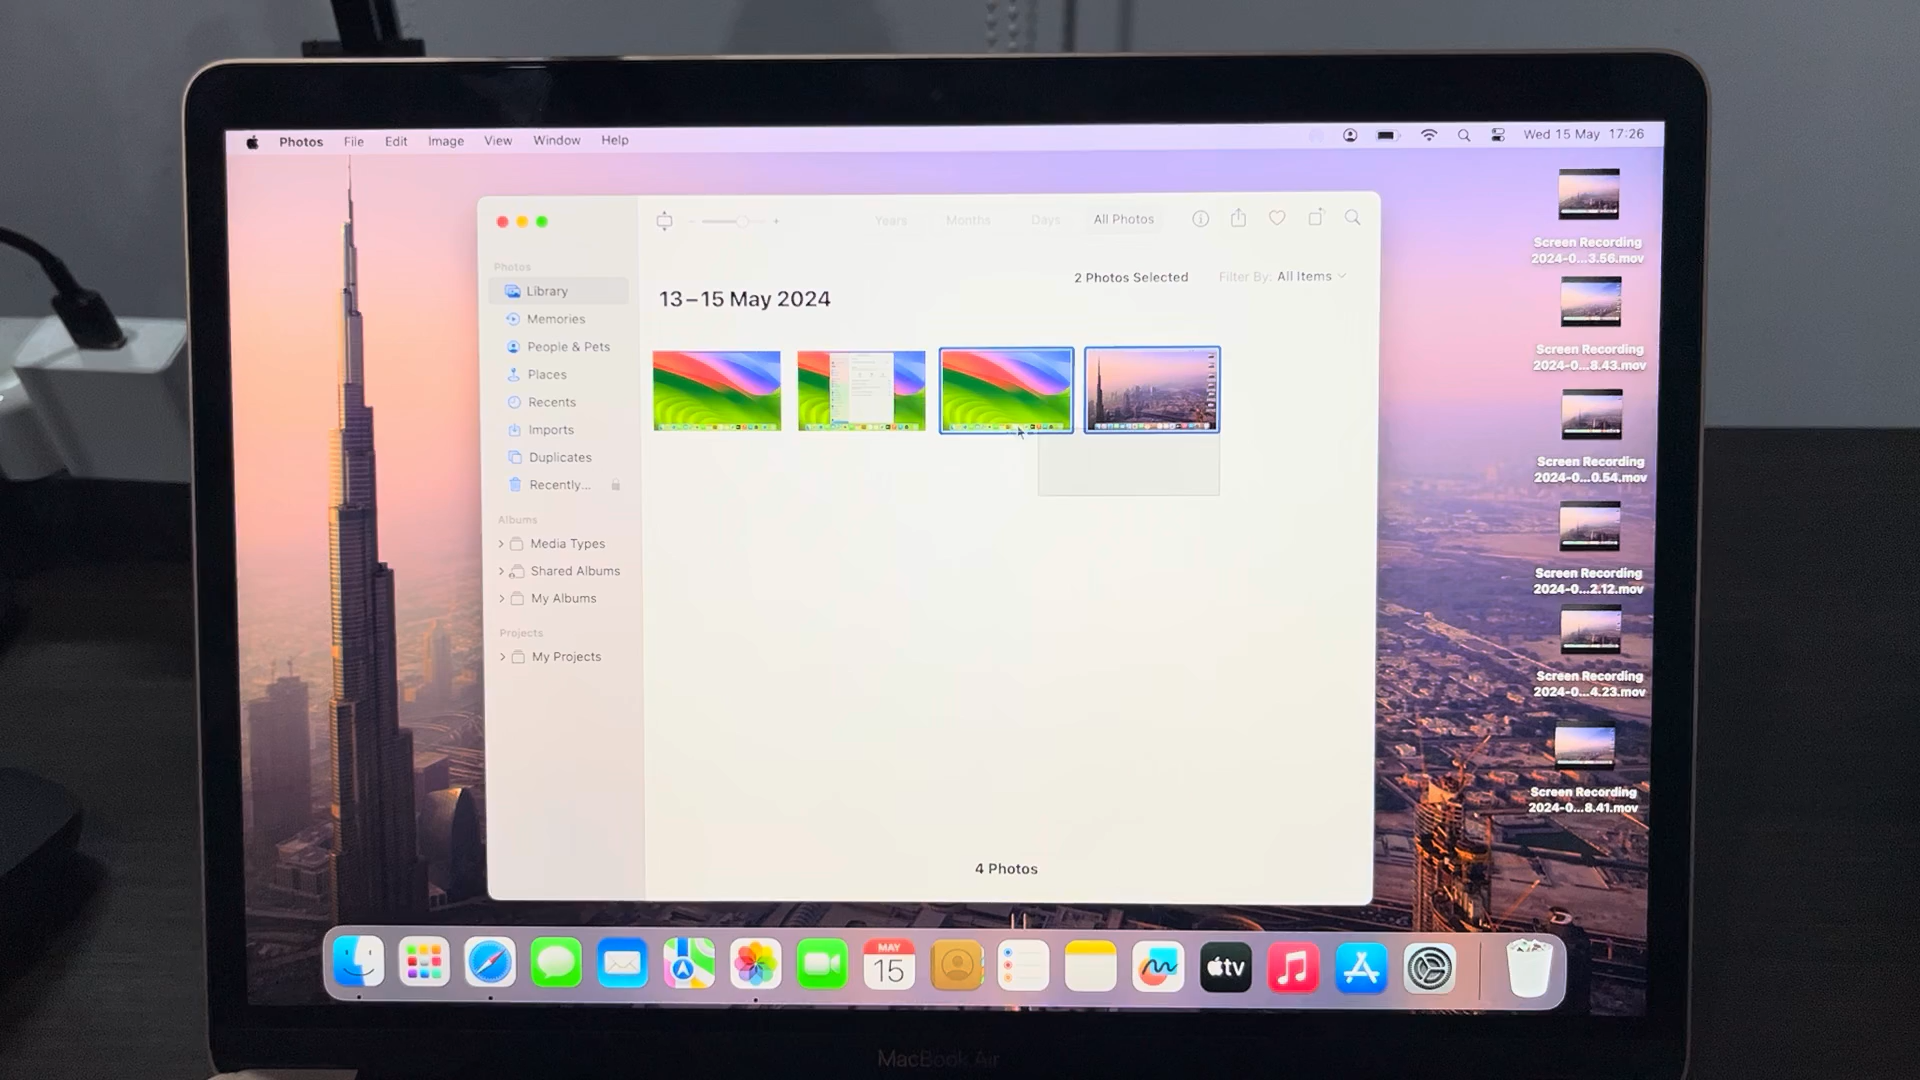 Photos File Edit Image View Window Help Wed 15 May 17:26
Years Months Days All Photos
Photos
Library
Memories
People & Pets
Places
Recents
Imports
Duplicates
Recently...
Albums
Media Types
Shared Albums
My Albums
Projects
My Projects
2 Photos Selected Filter By: All Items
13–15 May 2024
4 Photos
Screen Recording
2024-0...3.56.mov
Screen Recording
2024-0...8.43.mov
Screen Recording
2024-0...0.54.mov
Screen Recording
2024-0...2.12.mov
Screen Recording
2024-0...4.23.mov
Screen Recording
2024-0...8.41.mov
MAY
15
tv
MacBook Air